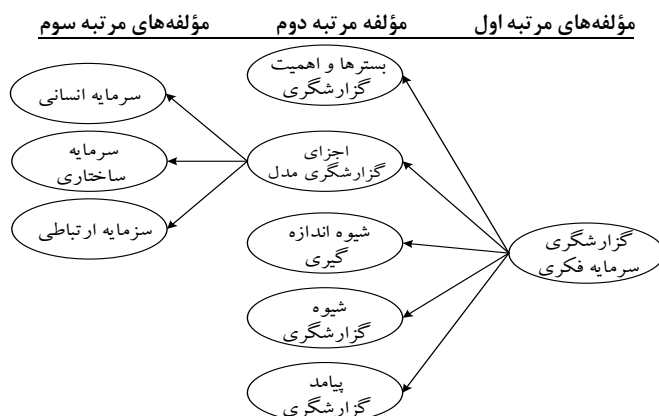 مؤلفه‌های مرتبه اول
مؤلفه مرتبه دوم
مؤلفه‌های مرتبه سوم
گزارشگری
سرمایه فکری
بسترها و اهمیت
گزارشگری
اجزای
گزارشگری مدل
شیوه اندازه
گیری
شیوه
گزارشگری
پیامد
گزارشگری
سرمایه انسانی
سرمایه
ساختاری
سزمایه ارتباطی